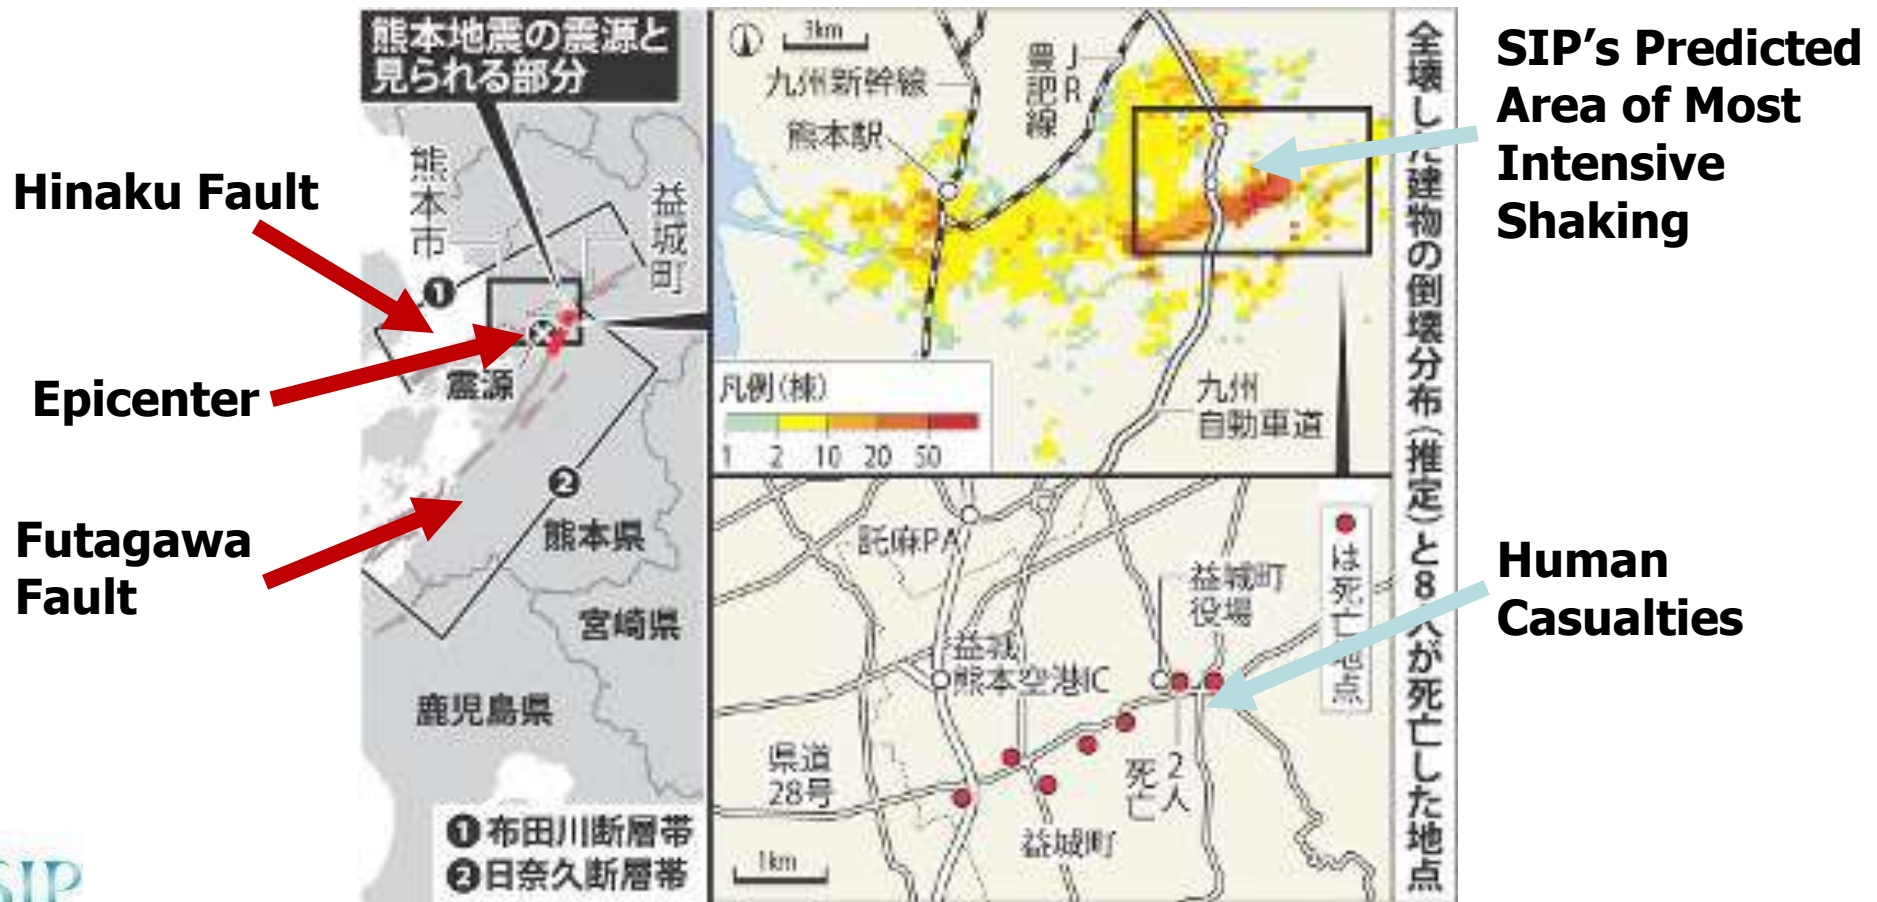 熊本地震の震源と
見られる部分
熊本市
益城町
❶
震源
❷
熊本県
宮崎県
鹿児島県
❶布田川断層帯
❷日奈久断層帯
Hinaku Fault
Epicenter
Futagawa
Fault
SIP
3km
九州新幹線
熊本駅
JR
豊肥線
凡例(棟)
1 2 10 20 50
九州
自動車道
託麻PA
益城町
役場
益城
熊本空港IC
県道
28号
2人
死亡
益城町
1km
●は死亡地点
全壊した建物の倒壊分布(推定)と8人が死亡した地点
SIP's Predicted
Area of Most
Intensive
Shaking
Human
Casualties